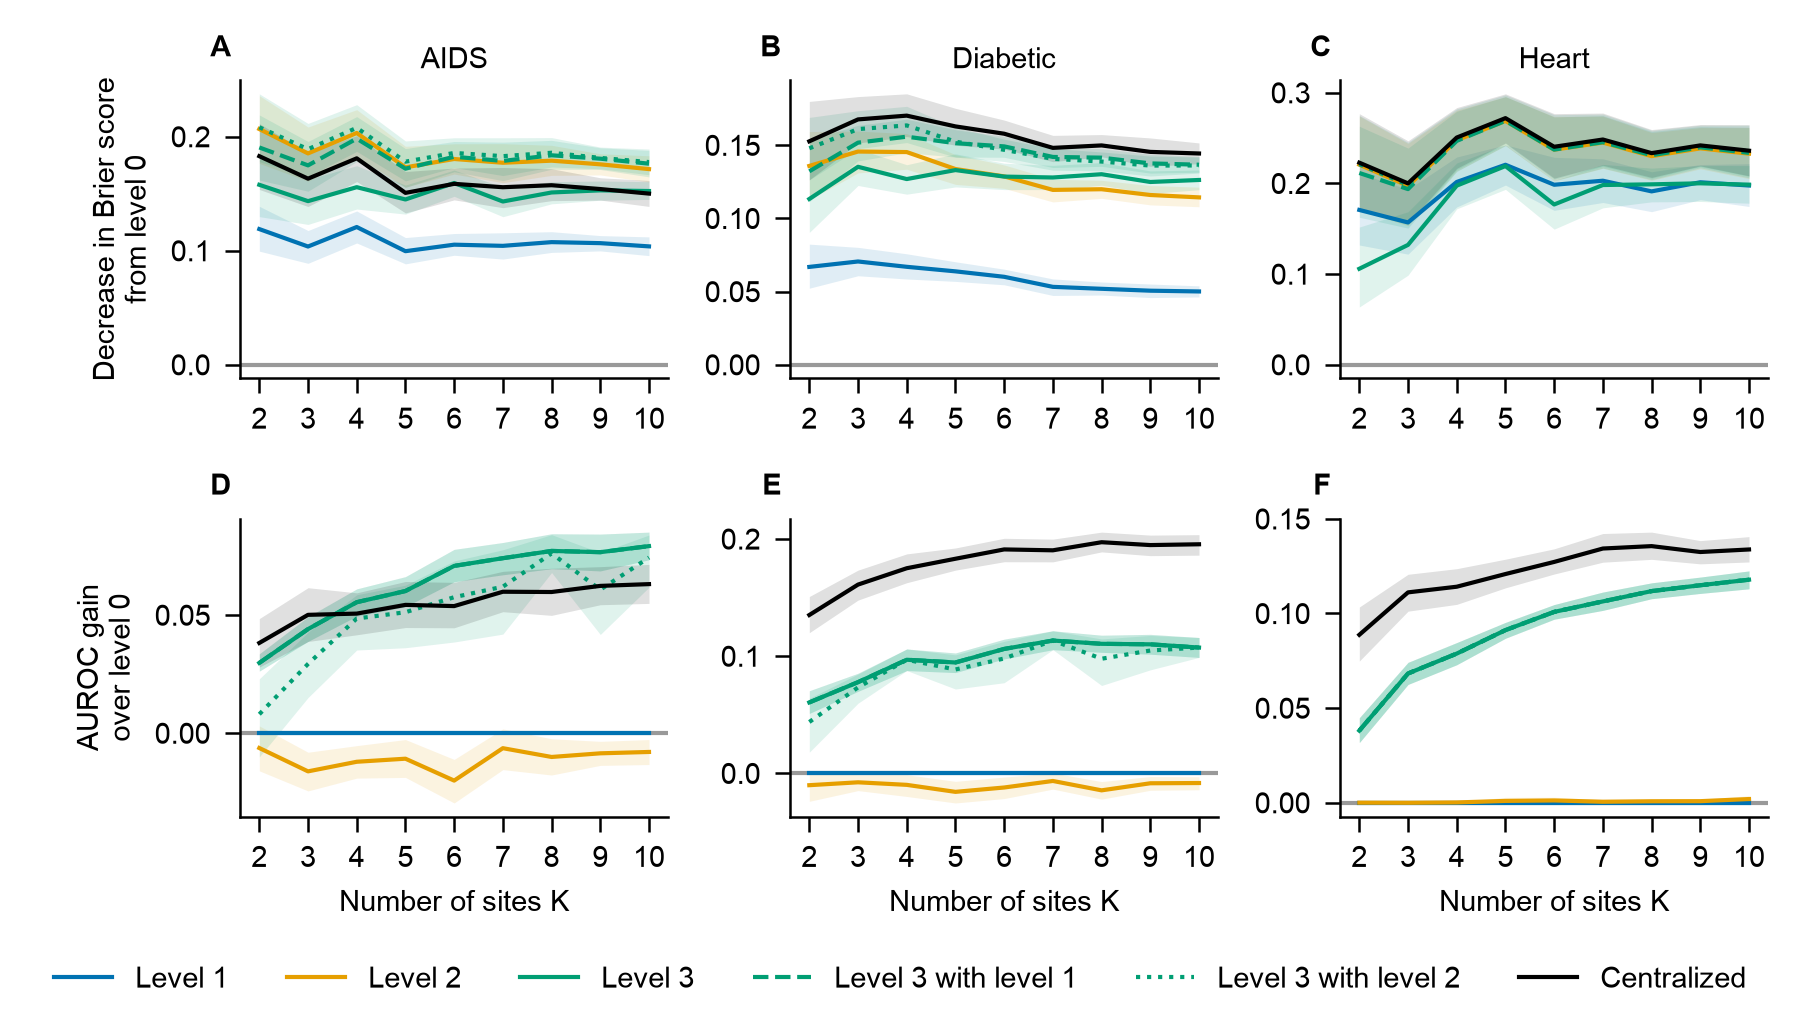 A
AIDS
B
Diabetic
C
Heart
Decrease in Brier score
from level 0
0.2
0.1
0.0
2 3 4 5 6 7 8 9 10
0.15
0.10
0.05
0.00
2 3 4 5 6 7 8 9 10
0.3
0.2
0.1
0.0
2 3 4 5 6 7 8 9 10
D
E
F
AUROC gain
over level 0
0.05
0.00
2 3 4 5 6 7 8 9 10
Number of sites K
0.2
0.1
0.0
2 3 4 5 6 7 8 9 10
Number of sites K
0.15
0.10
0.05
0.00
2 3 4 5 6 7 8 9 10
Number of sites K
Level 1
Level 2
Level 3
Level 3 with level 1
Level 3 with level 2
Centralized